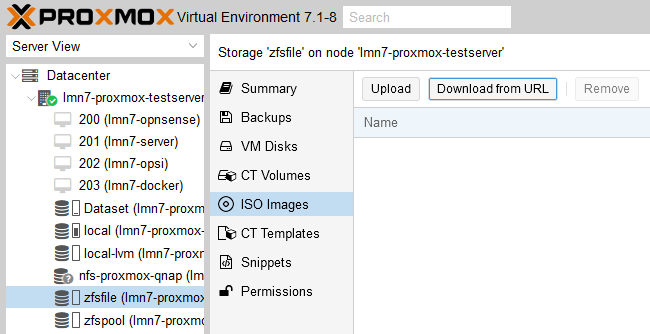 PROXMOX Virtual Environment 7.1-8 Search
Server View
Storage 'zfsfile' on node 'lmn7-proxmox-testserver'
Datacenter
lmn7-proxmox-testserver
200 (lmn7-opnsense)
201 (lmn7-server)
202 (lmn7-opsi)
203 (lmn7-docker)
Dataset (lmn7-proxm
local (lmn7-proxmox-
local-lvm (lmn7-prox
nfs-proxmox-qnap (lm
zfsfile (lmn7-proxmox
zfspool (lmn7-proxm
Summary
Backups
VM Disks
CT Volumes
ISO Images
CT Templates
Snippets
Permissions
Upload Download from URL Remove
Name